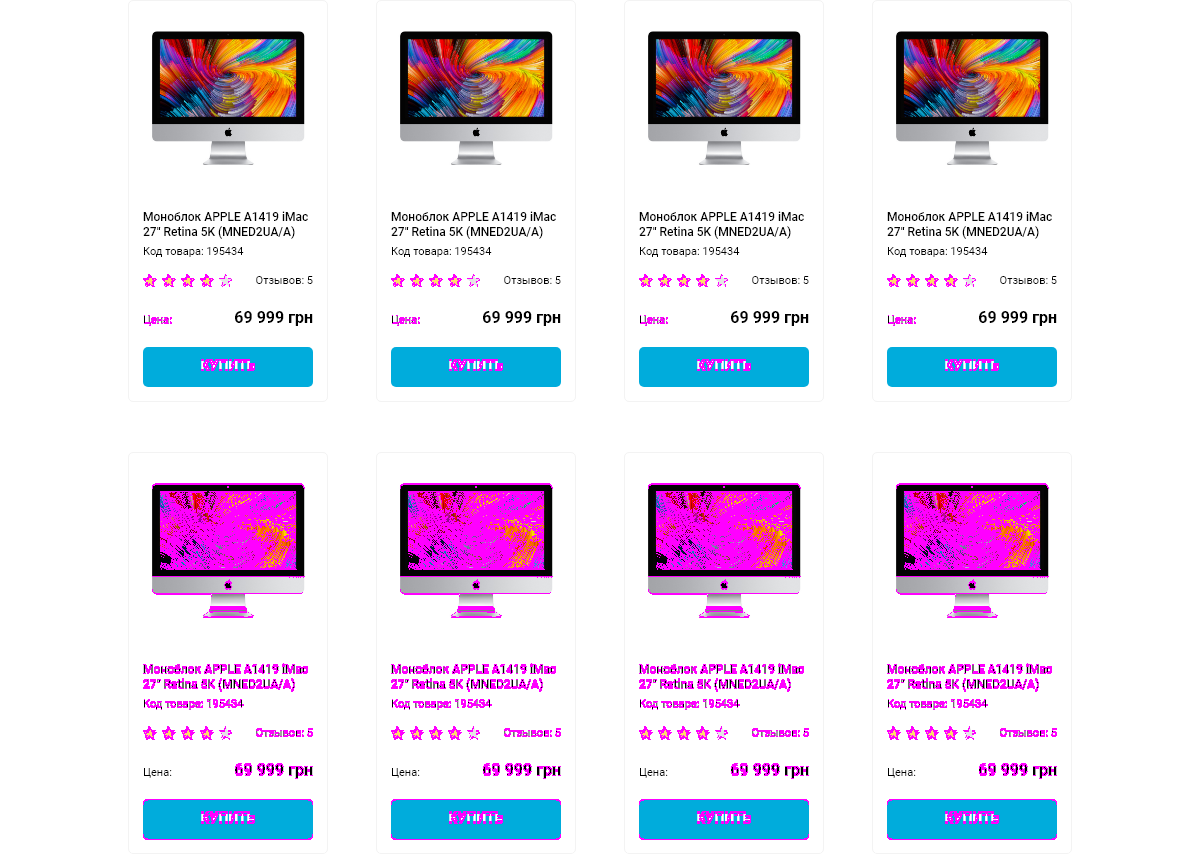 Моноблок APPLE A1419 iMac
27" Retina 5K (MNED2UA/A)
Код товара: 195434
Отзывов: 5
Цена: 69 999 грн
КУПИТЬ
Моноблок APPLE A1419 iMac
27" Retina 5K (MNED2UA/A)
Код товара: 195434
Отзывов: 5
Цена: 69 999 грн
КУПИТЬ
Моноблок APPLE A1419 iMac
27" Retina 5K (MNED2UA/A)
Код товара: 195434
Отзывов: 5
Цена: 69 999 грн
КУПИТЬ
Моноблок APPLE A1419 iMac
27" Retina 5K (MNED2UA/A)
Код товара: 195434
Отзывов: 5
Цена: 69 999 грн
КУПИТЬ
Моноблок APPLE A1419 iMac
27" Retina 5K (MNED2UA/A)
Код товара: 195434
Отзывов: 5
Цена: 69 999 грн
КУПИТЬ
Моноблок APPLE A1419 iMac
27" Retina 5K (MNED2UA/A)
Код товара: 195434
Отзывов: 5
Цена: 69 999 грн
КУПИТЬ
Моноблок APPLE A1419 iMac
27" Retina 5K (MNED2UA/A)
Код товара: 195434
Отзывов: 5
Цена: 69 999 грн
КУПИТЬ
Моноблок APPLE A1419 iMac
27" Retina 5K (MNED2UA/A)
Код товара: 195434
Отзывов: 5
Цена: 69 999 грн
КУПИТЬ